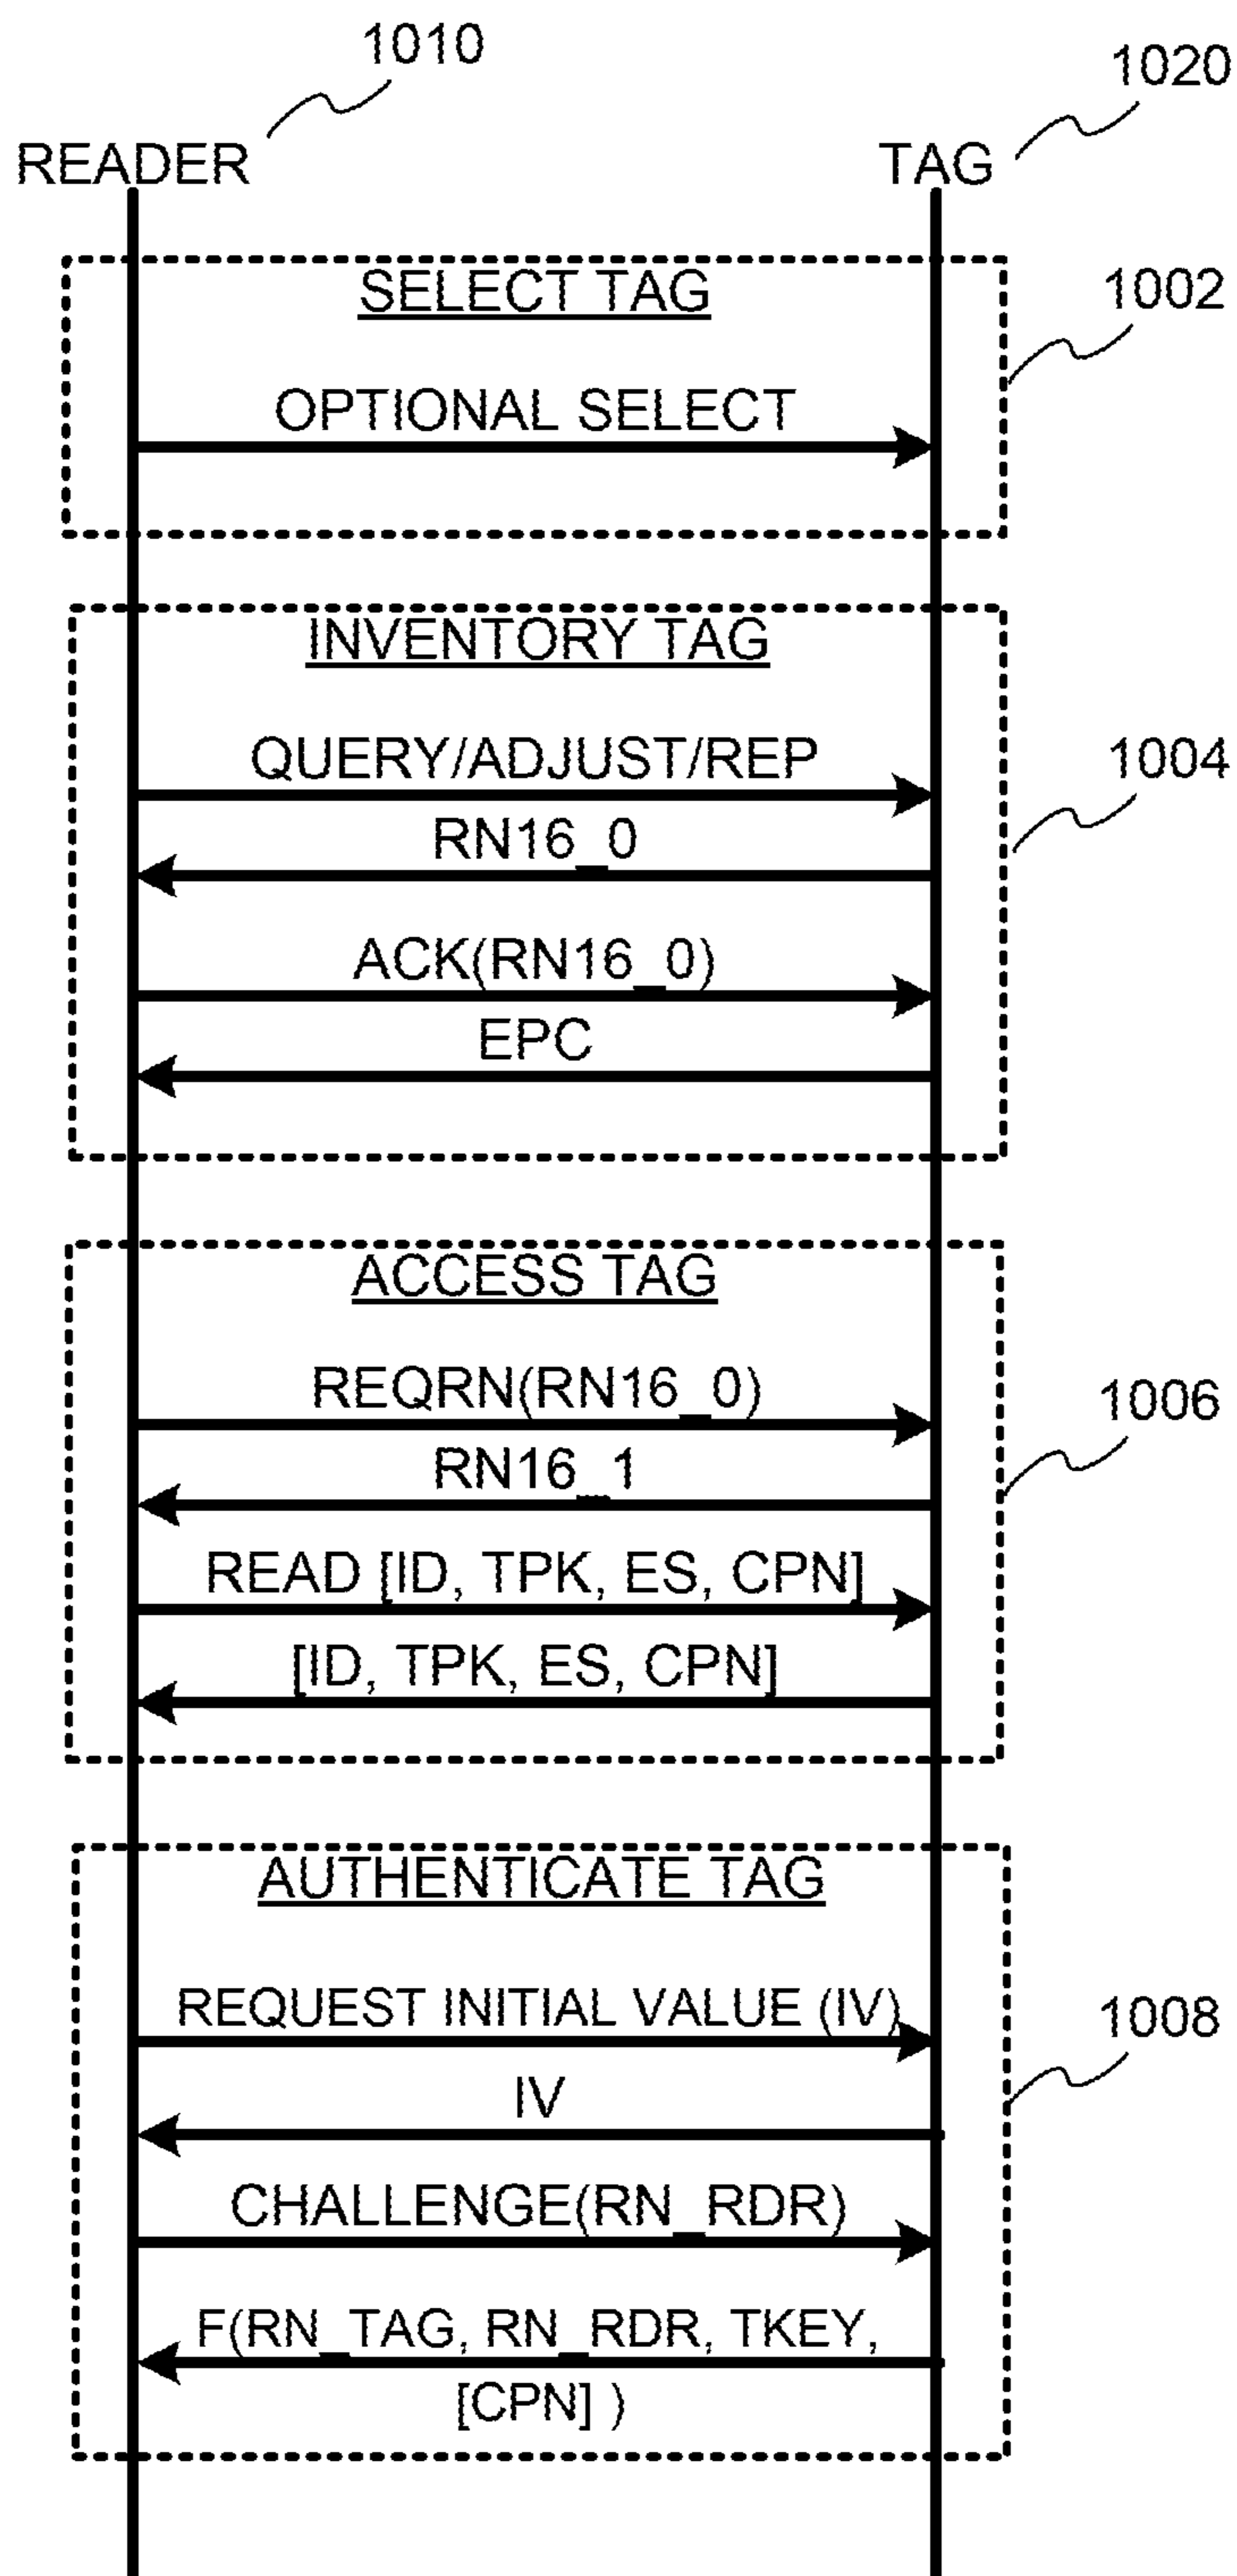 1010
1020
READER
TAG
SELECT TAG
1002
OPTIONAL SELECT
INVENTORY TAG
QUERY/ADJUST/REP
1004
RN16_0
ACK(RN16_0)
EPC
ACCESS TAG
REQRN(RN16_0)
1006
RN16_1
READ [ID, TPK, ES, CPN]
[ID, TPK, ES, CPN]
AUTHENTICATE TAG
REQUEST INITIAL VALUE (IV)
1008
IV
CHALLENGE(RN_RDR)
F(RN_TAG, RN_RDR, TKEY,
[CPN] )